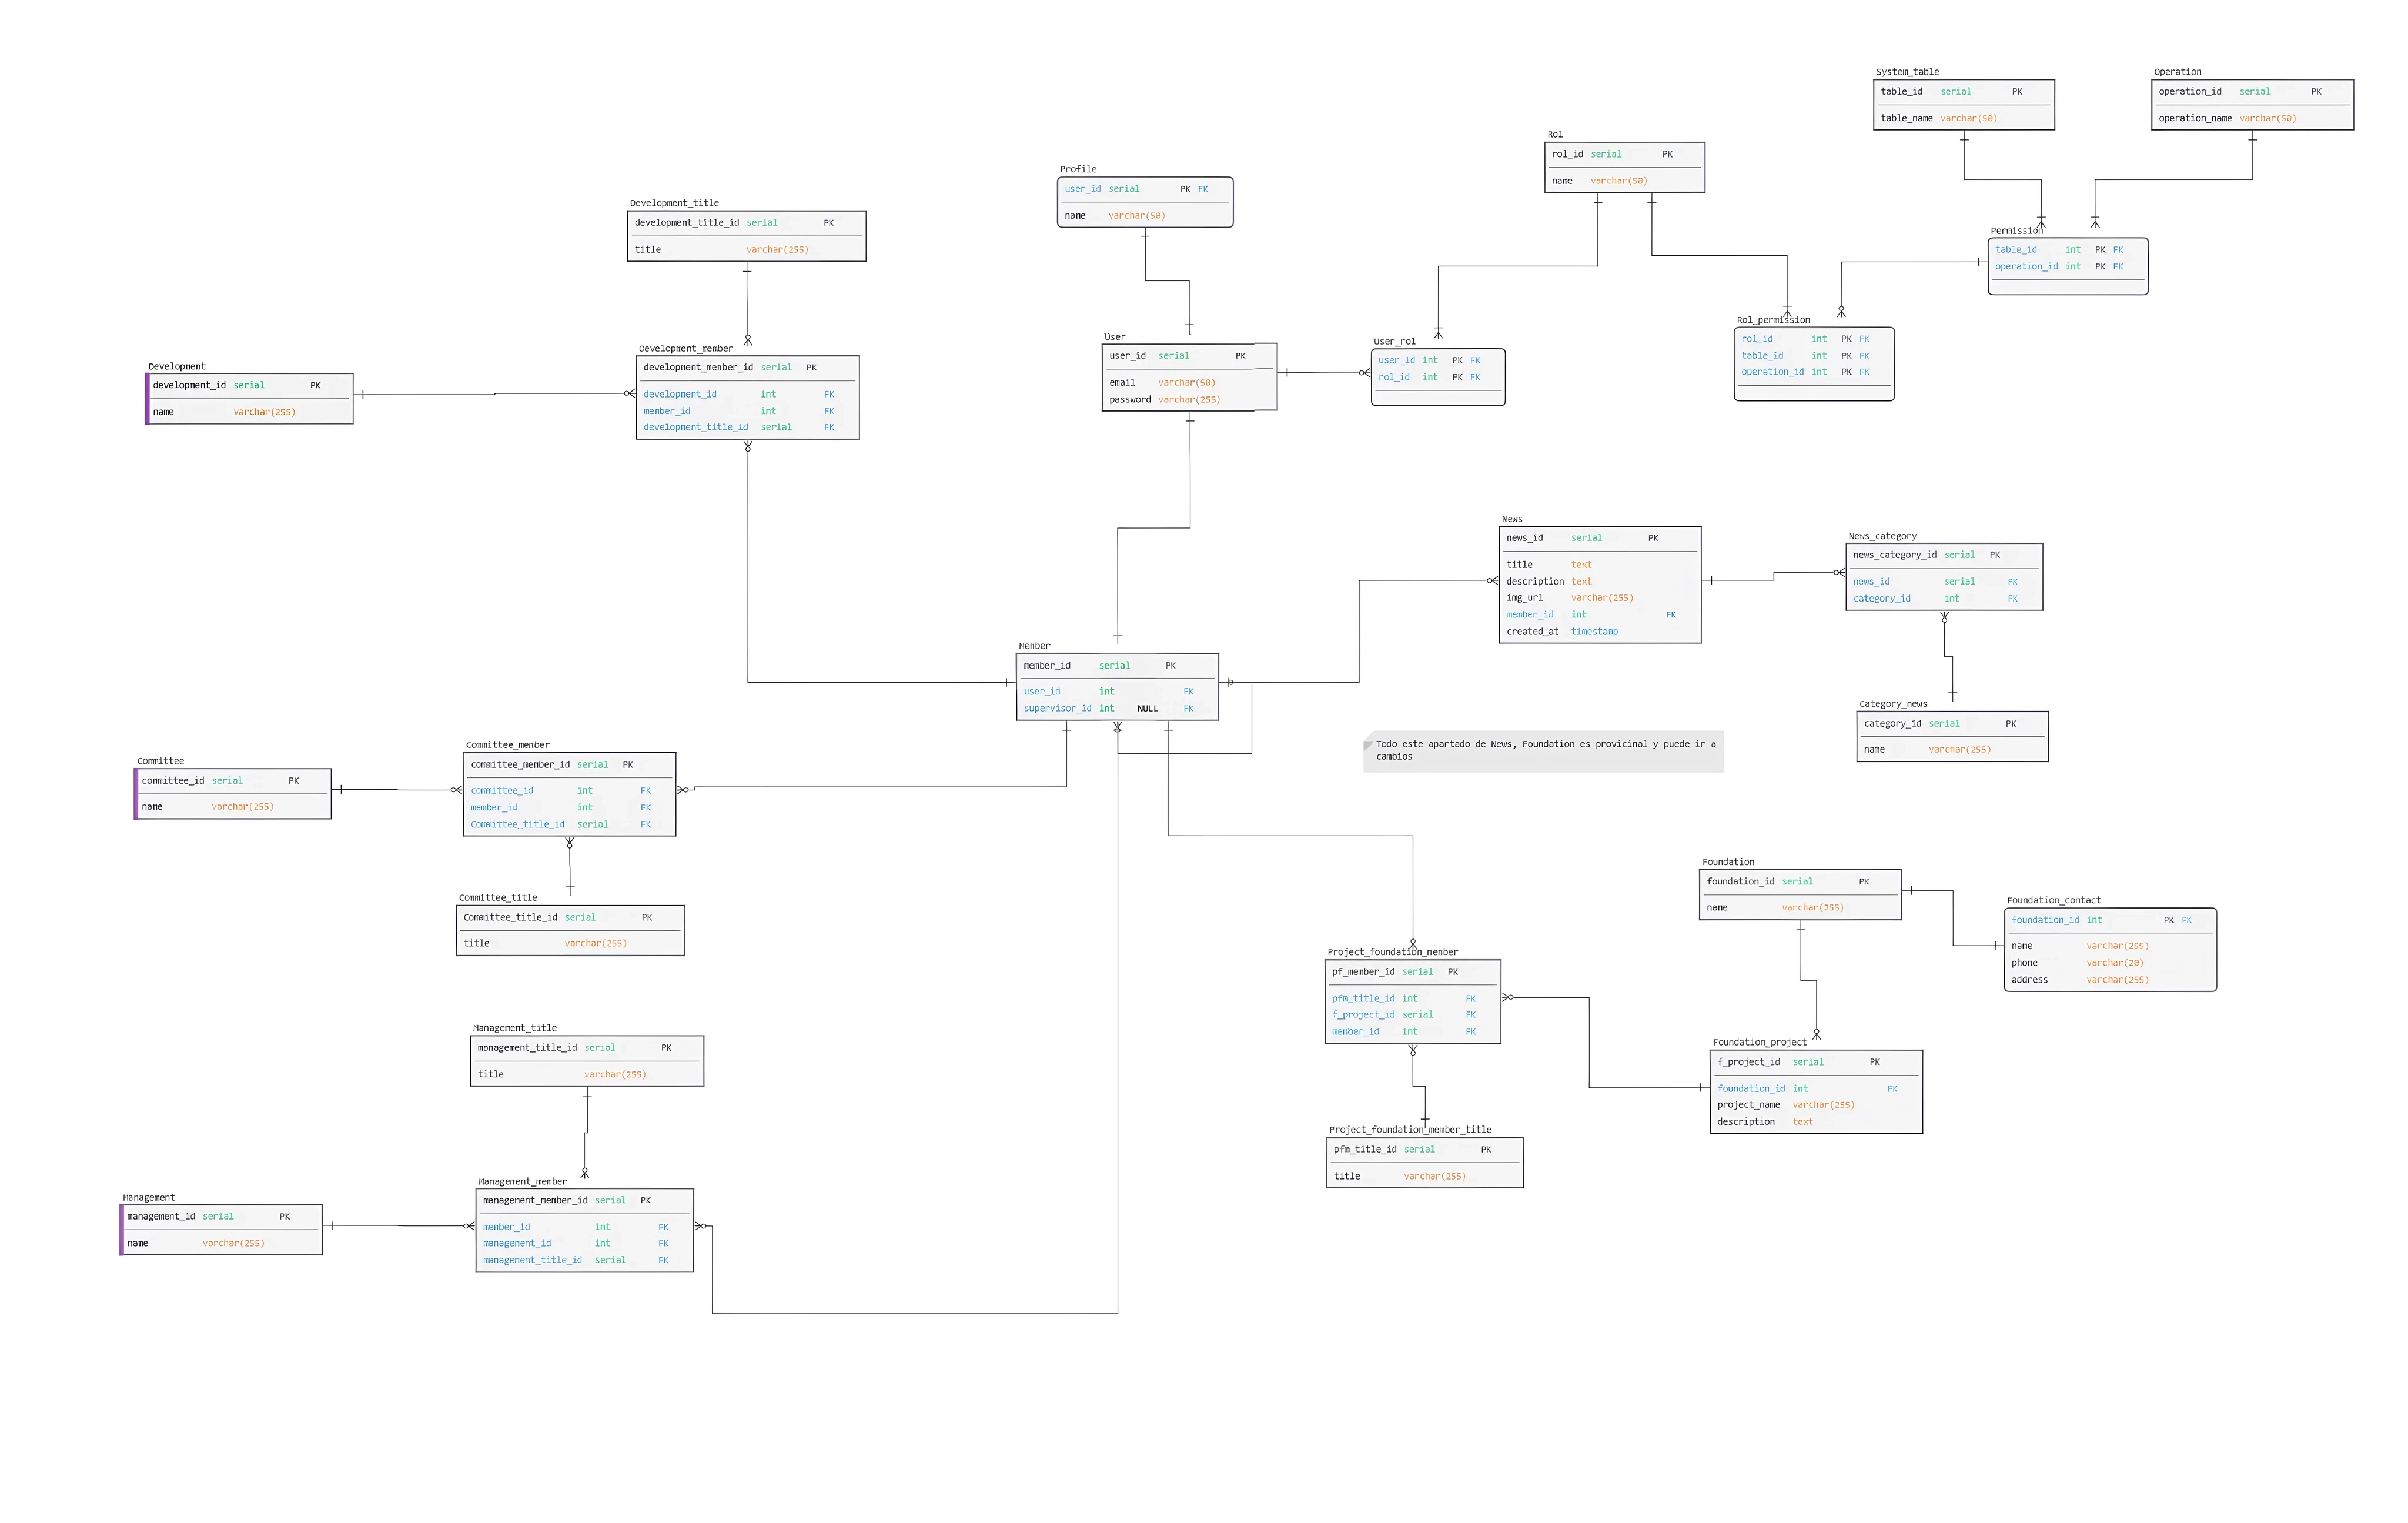 System_table
table_id serial PK
table_name varchar(50)
Operation
operation_id serial PK
operation_name varchar(50)
Rol
rol_id serial PK
name varchar(50)
Profile
user_id serial PK FK
name varchar(50)
Development_title
development_title_id serial PK
title varchar(255)
Permission
table_id int PK FK
operation_id int PK FK
Rol_permission
rol_id int PK FK
table_id int PK FK
operation_id int PK FK
User
user_id serial PK
email varchar(50)
password varchar(255)
User_rol
user_id int PK FK
rol_id int PK FK
Development_member
development_member_id serial PK
development_id int FK
member_id int FK
development_title_id serial FK
Development
development_id serial PK
name varchar(255)
News
news_id serial PK
title text
description text
img_url varchar(255)
member_id int FK
created_at timestamp
News_category
news_category_id serial PK
news_id serial FK
category_id int FK
Member
member_id serial PK
user_id int FK
supervisor_id int NULL FK
Category_news
category_id serial PK
name varchar(255)
Todo este apartado de News, Foundation es provicinal y puede ir a
cambios
Committee_member
committee_member_id serial PK
committee_id int FK
member_id int FK
Committee_title_id serial FK
Committee
committee_id serial PK
name varchar(255)
Committee_title
Committee_title_id serial PK
title varchar(255)
Foundation
foundation_id serial PK
name varchar(255)
Foundation_contact
foundation_id int PK FK
name varchar(255)
phone varchar(20)
address varchar(255)
Project_foundation_member
pf_member_id serial PK
pfm_title_id int FK
f_project_id serial FK
member_id int FK
Management_title
management_title_id serial PK
title varchar(255)
Foundation_project
f_project_id serial PK
foundation_id int FK
project_name varchar(255)
description text
Project_foundation_member_title
pfm_title_id serial PK
title varchar(255)
Management_member
management_member_id serial PK
member_id int FK
management_id int FK
management_title_id serial FK
Management
management_id serial PK
name varchar(255)